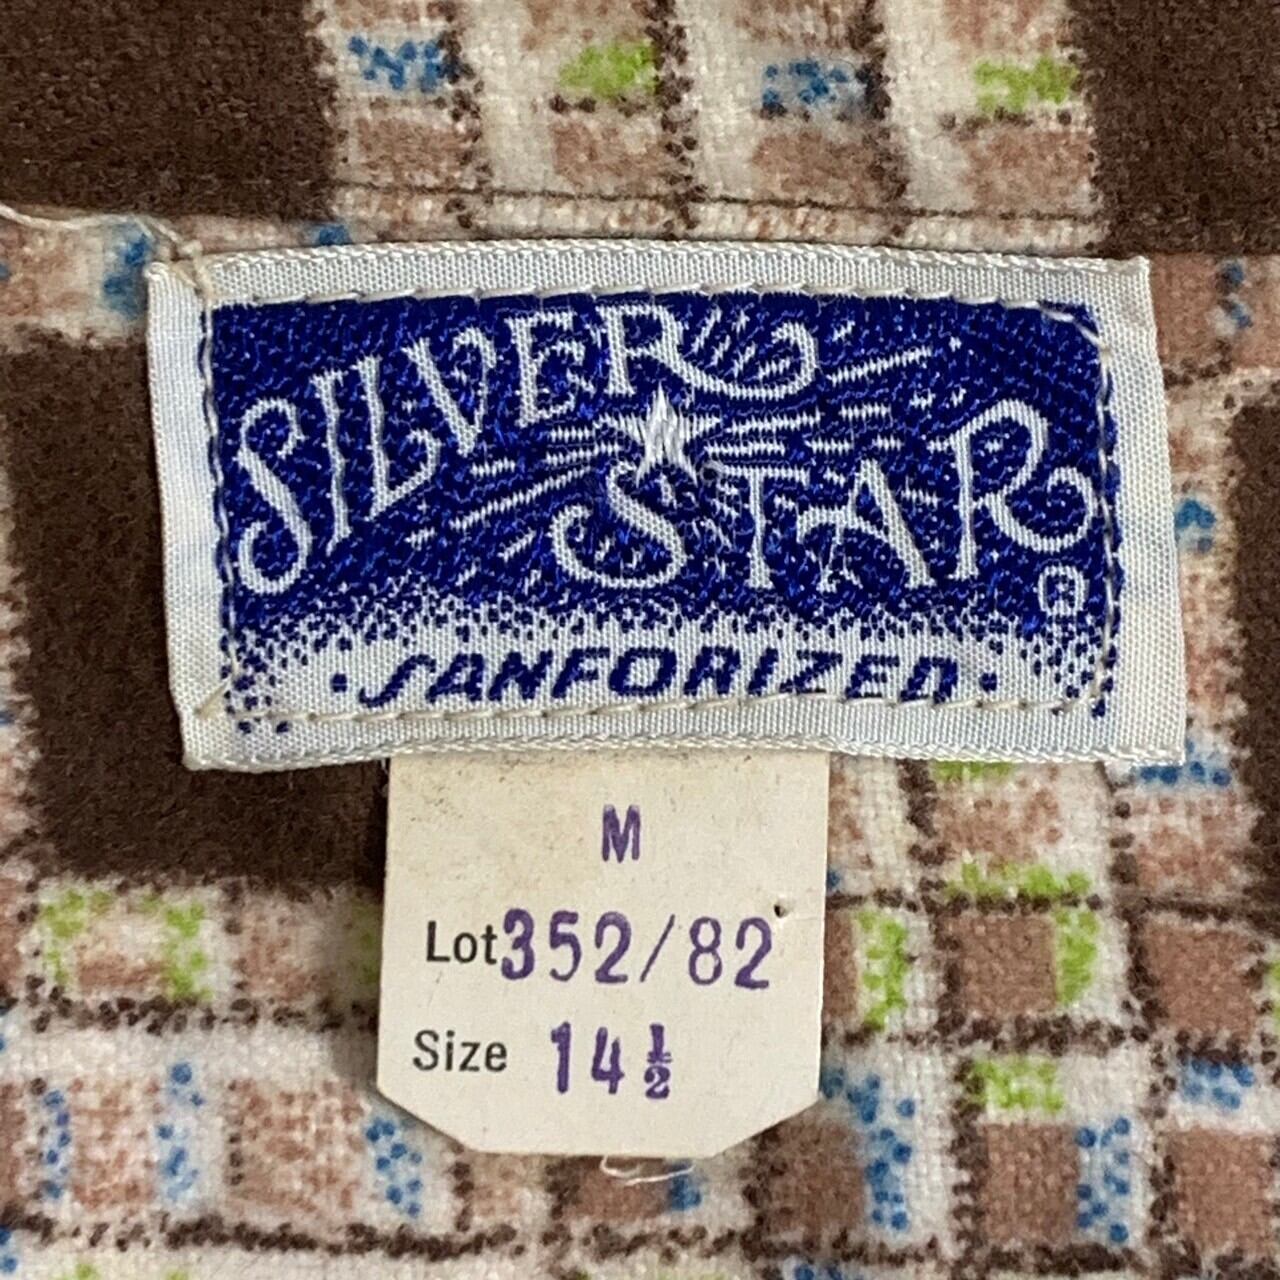 SILVER
STAR®
·SANFORIZED·
M
Lot 352/82
Size 14½